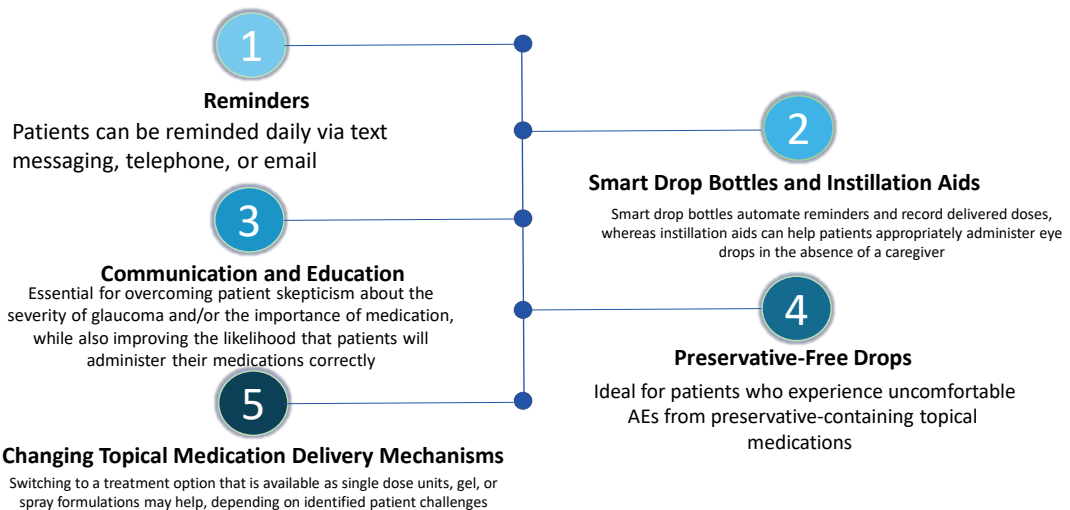 1
Reminders
Patients can be reminded daily via text
messaging, telephone, or email
2
Smart Drop Bottles and Instillation Aids
Smart drop bottles automate reminders and record delivered doses,
whereas instillation aids can help patients appropriately administer eye
drops in the absence of a caregiver
3
Communication and Education
Essential for overcoming patient skepticism about the
severity of glaucoma and/or the importance of medication,
while also improving the likelihood that patients will
administer their medications correctly
4
Preservative-Free Drops
Ideal for patients who experience uncomfortable
AEs from preservative-containing topical
medications
5
Changing Topical Medication Delivery Mechanisms
Switching to a treatment option that is available as single dose units, gel, or
spray formulations may help, depending on identified patient challenges